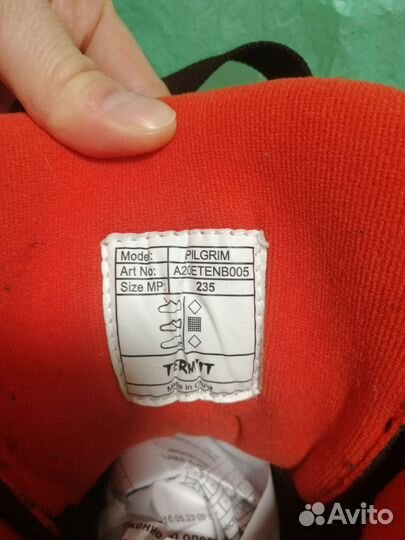 Model: PILGRIM
Art No: A20ETENB005
Size MP: 235
TERMIT
Made in China
Avito